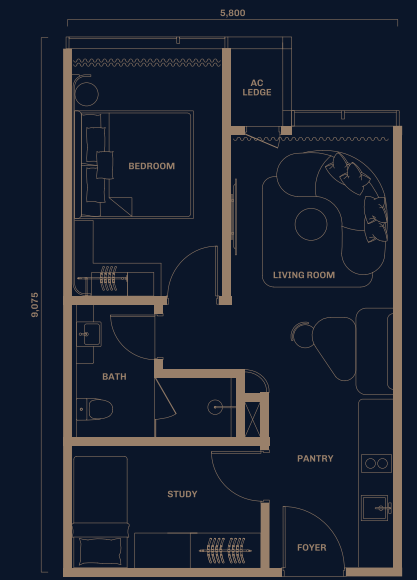 5,800
AC
LEDGE
BEDROOM
LIVING ROOM
9,075
BATH
PANTRY
STUDY
FOYER